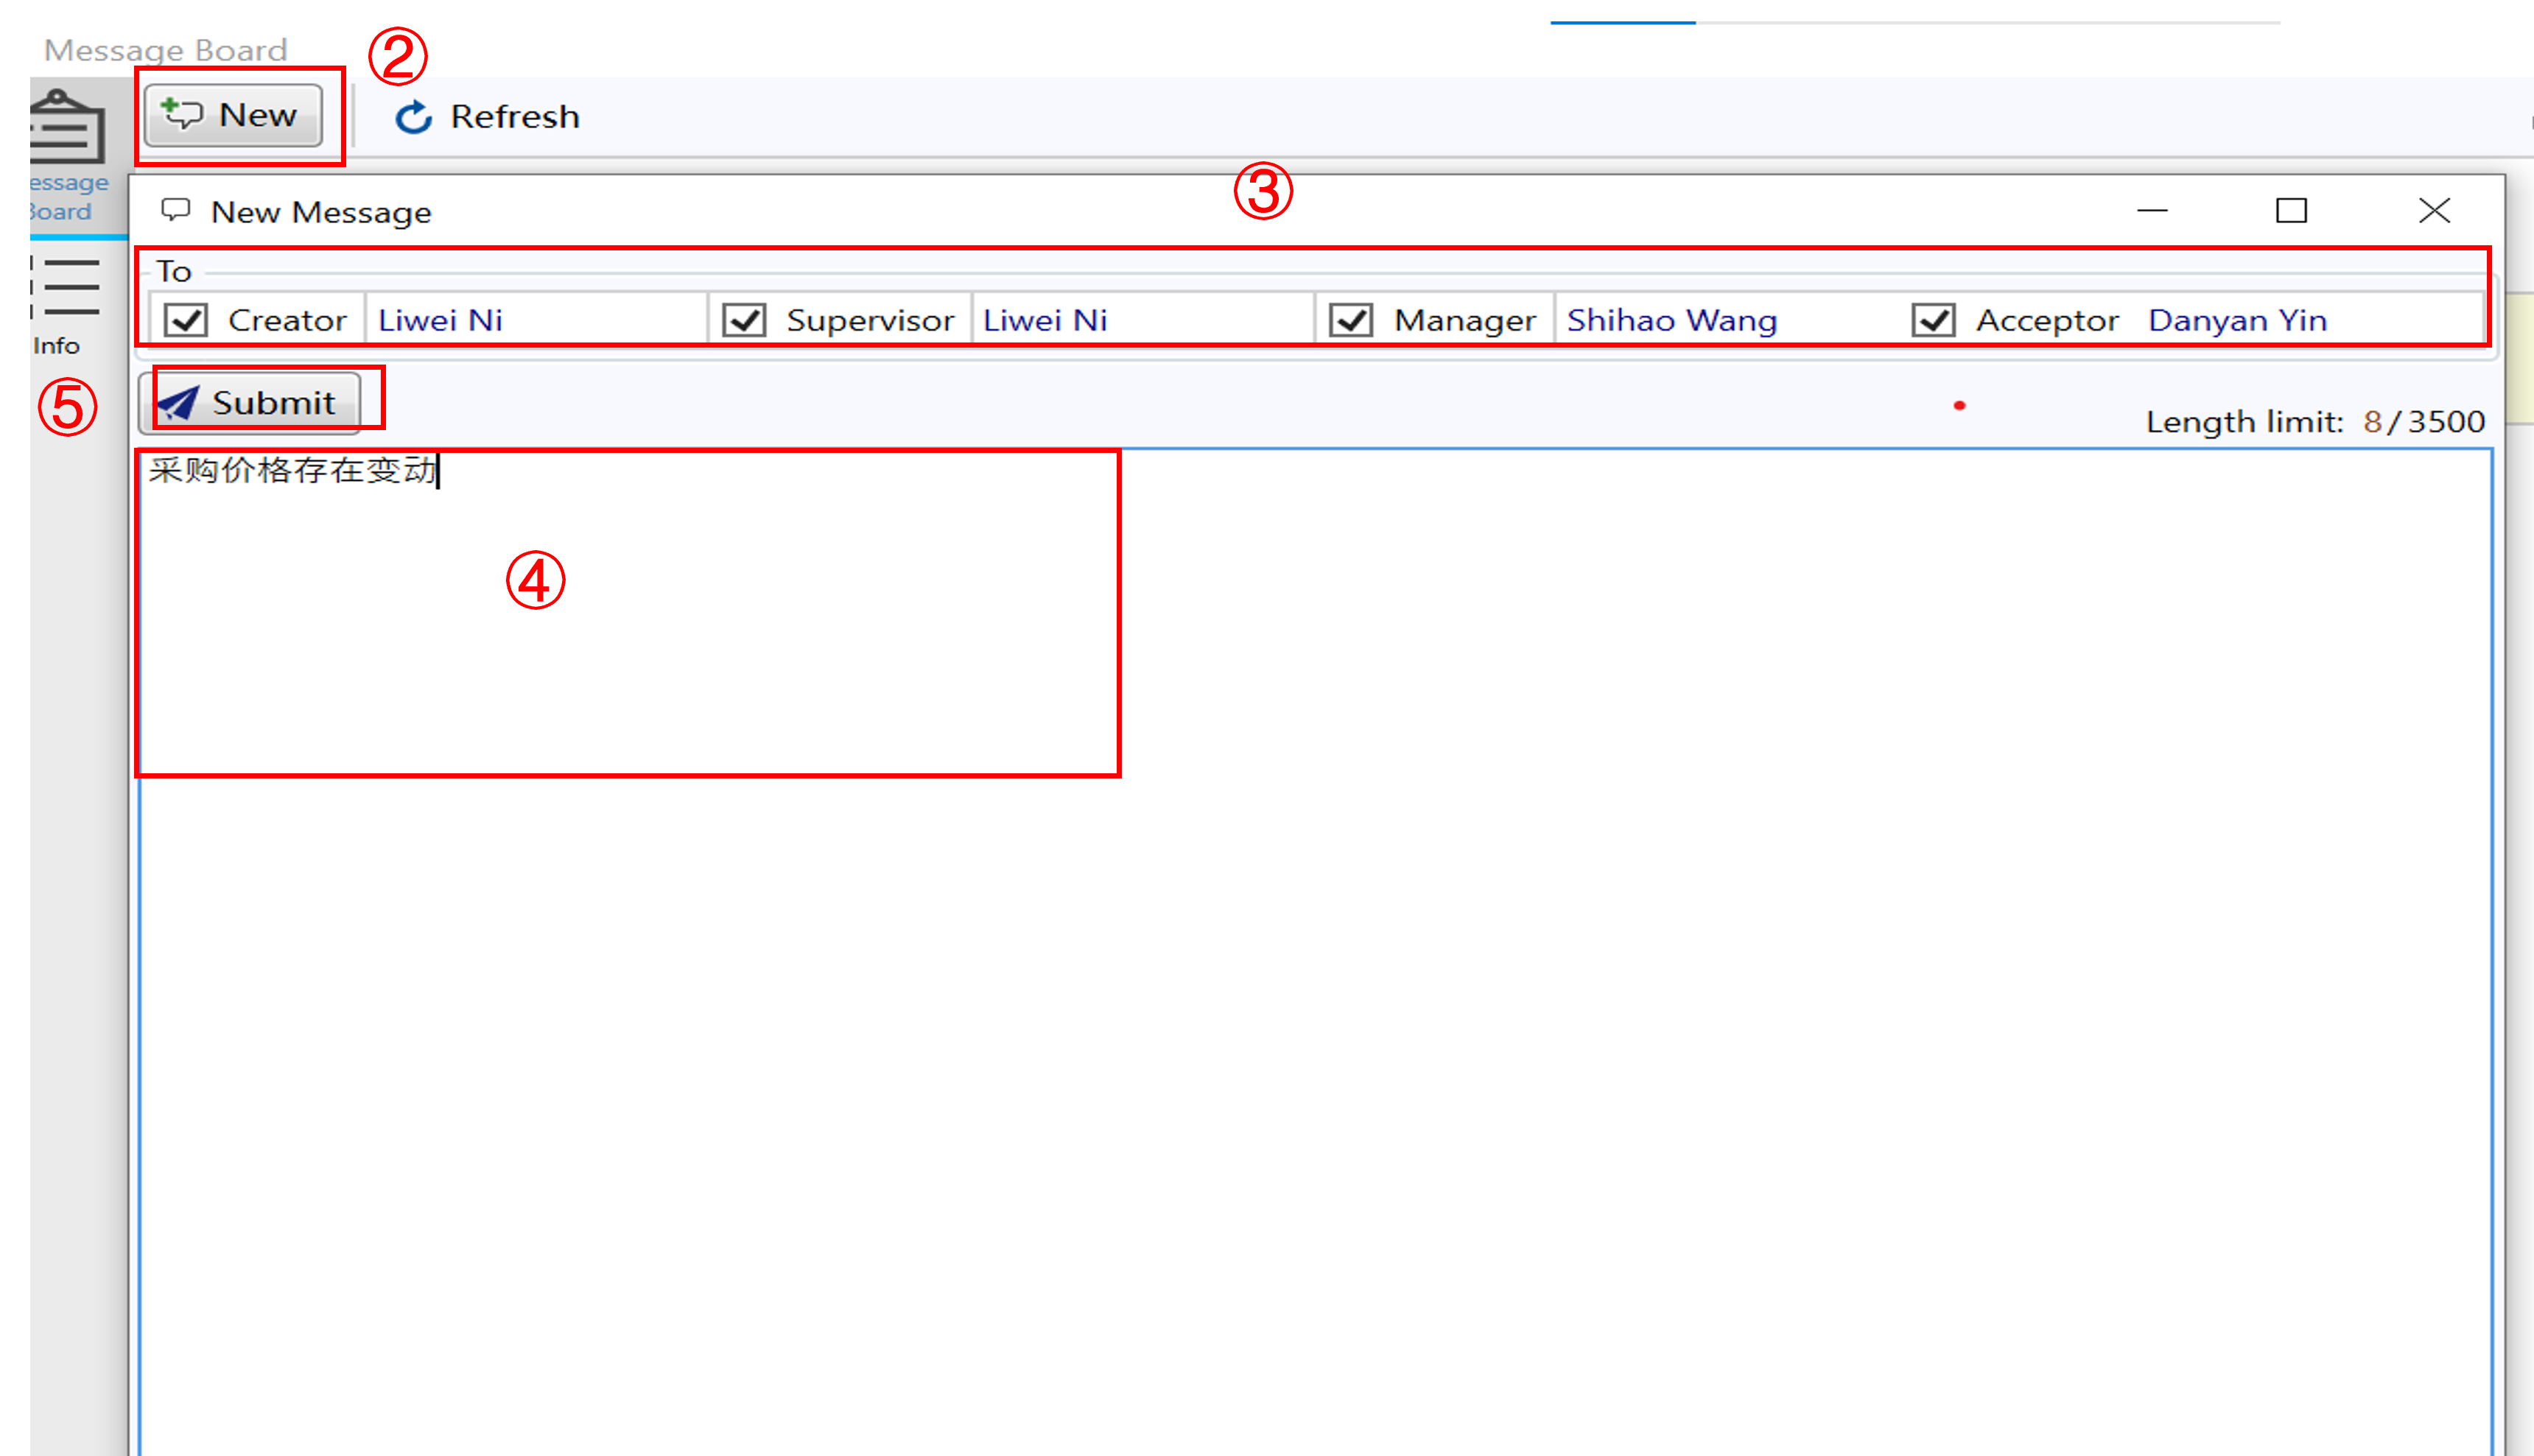 Message Board
②
New
Refresh
essage
Board
③
New Message
To
Creator Liwei Ni Supervisor Liwei Ni Manager Shihao Wang Acceptor Danyan Yin
Info
⑤
Submit
Length limit: 8/3500
采购价格存在变动
④